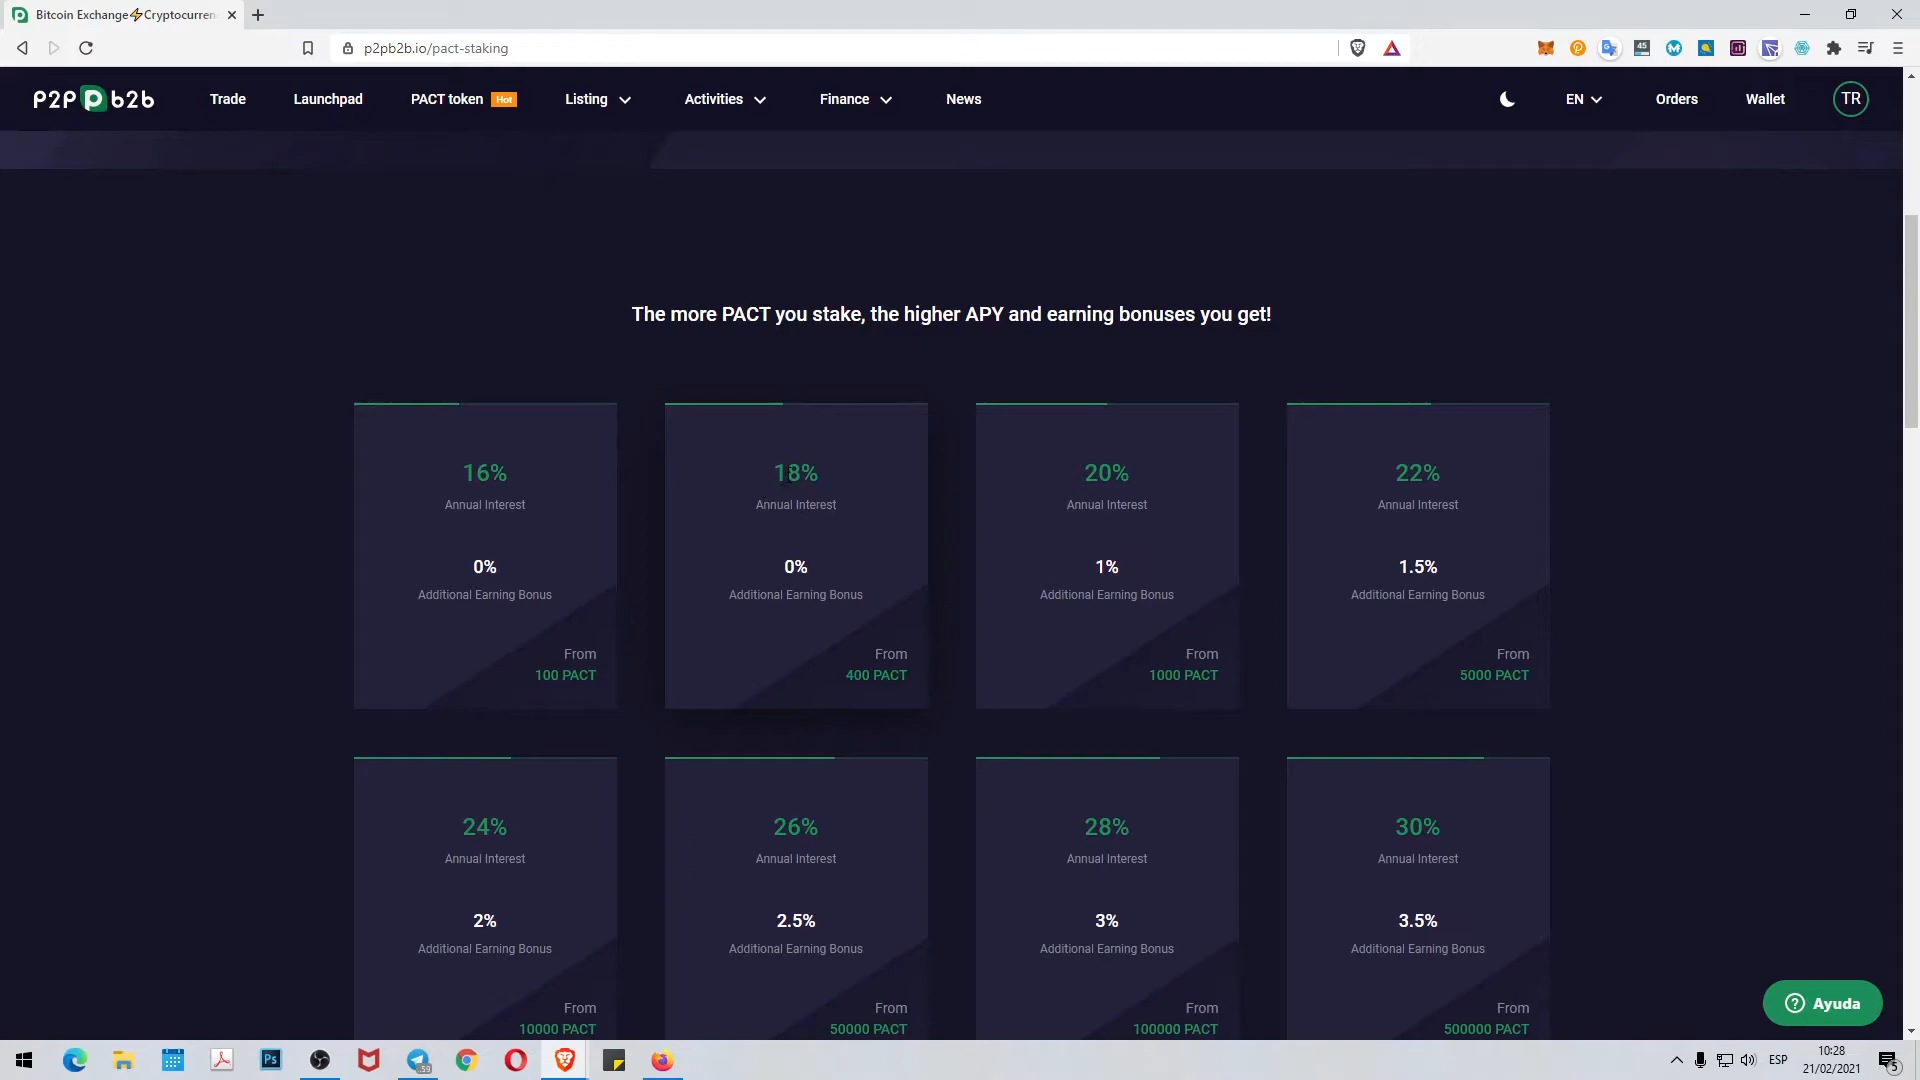 Bitcoin Exchange⚡Cryptocurren
p2pb2b.io/pact-staking
45
P2P b2b
Trade
Launchpad
PACT token Hot
Listing
Activities
Finance
News
EN
Orders
Wallet
TR
The more PACT you stake, the higher APY and earning bonuses you get!
16%
Annual Interest
0%
Additional Earning Bonus
From
100 PACT
18%
Annual Interest
0%
Additional Earning Bonus
From
400 PACT
20%
Annual Interest
1%
Additional Earning Bonus
From
1000 PACT
22%
Annual Interest
1.5%
Additional Earning Bonus
From
5000 PACT
24%
Annual Interest
2%
Additional Earning Bonus
From
10000 PACT
26%
Annual Interest
2.5%
Additional Earning Bonus
From
50000 PACT
28%
Annual Interest
3%
Additional Earning Bonus
From
100000 PACT
30%
Annual Interest
3.5%
Additional Earning Bonus
From
500000 PACT
Ayuda
Ps
59
ESP
10:28
21/02/2021
5